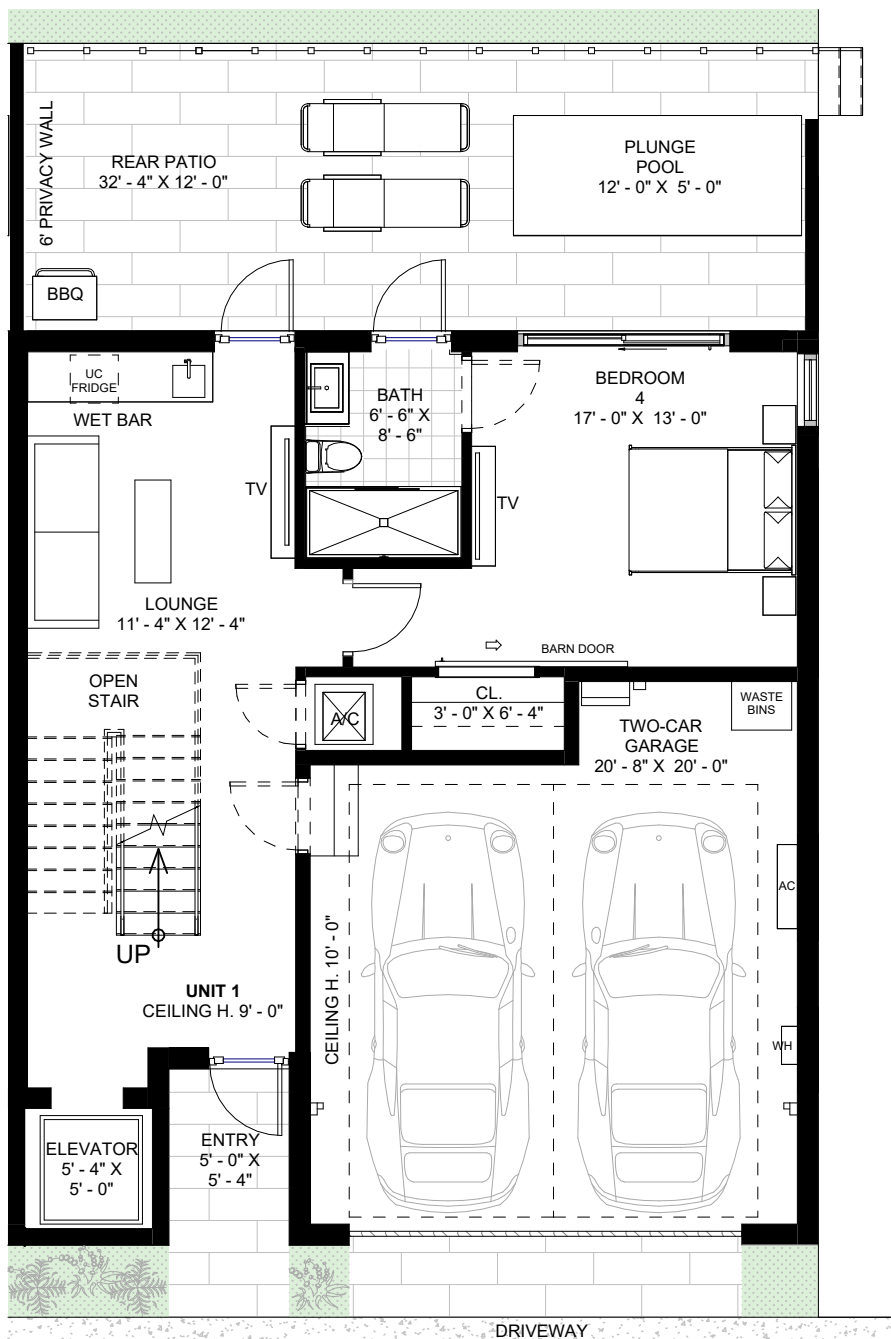 6' PRIVACY WALL
REAR PATIO
32' - 4" X 12' - 0"
PLUNGE
POOL
12' - 0" X 5' - 0"
BBQ
UC
FRIDGE
WET BAR
BATH
6' - 6" X
8' - 6"
BEDROOM
4
17' - 0" X 13' - 0"
TV
TV
LOUNGE
11' - 4" X 12' - 4"
BARN DOOR
OPEN
STAIR
A/C
CL.
3' - 0" X 6' - 4"
WASTE
BINS
TWO-CAR
GARAGE
20' - 8" X 20' - 0"
AC
UP
UNIT 1
CEILING H. 9' - 0"
CEILING H. 10' - 0"
WH
ELEVATOR
5' - 4" X
5' - 0"
ENTRY
5' - 0" X
5' - 4"
DRIVEWAY